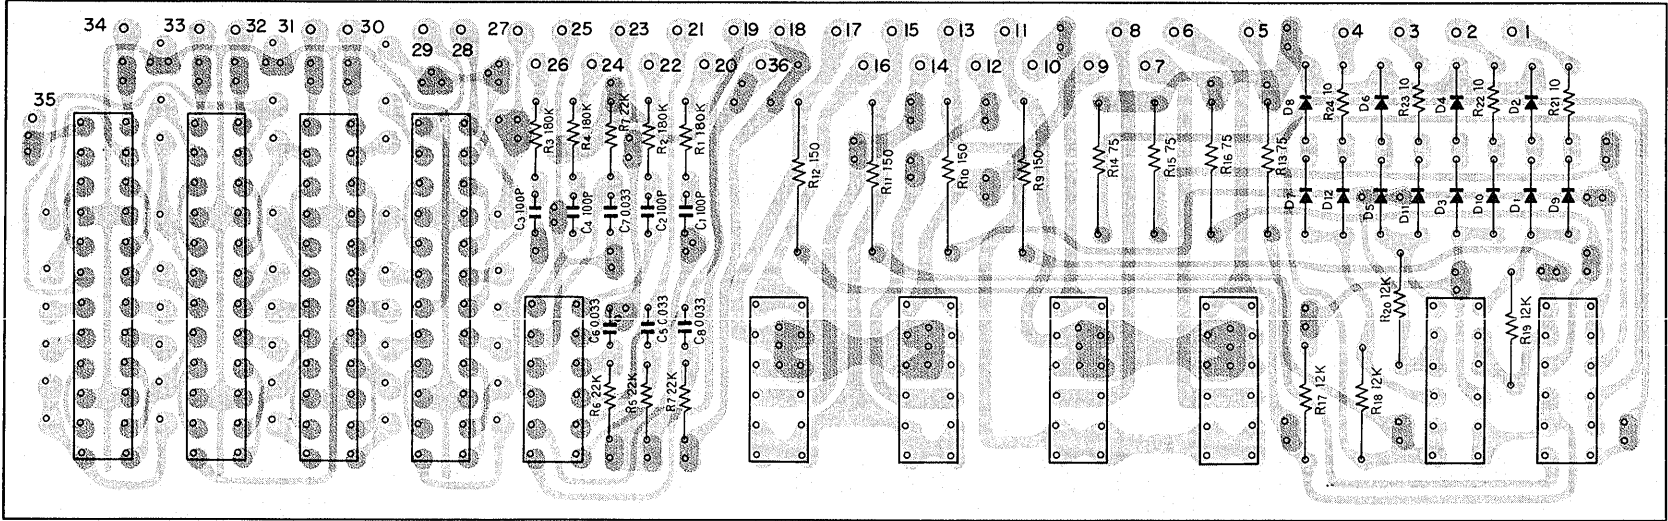 34 33 32 31 30 27 25 23 21 19 18 17 15 13 11 8 6 5 4 3 2 1
29 28
26 24 22 20 36 16 14 12 10 9 7
35
R3 180K
R4 180K
R7 22K
R2 180K
R1 180K
R12 150
R11 150
R10 150
R9 150
R14 75
R15 75
R16 75
R13 75
D8
R24 10
D6
R23 10
D4
R22 10
D2
R21 10
C3 100P
C4 100P
C7 0.033
C2 100P
C1 100P
D7
D12
D5
D11
D3
D10
D1
D9
C6 0.033
C5 0.033
C8 0.033
R20 12K
R19 12K
R6 22K
R5 22K
R7 22K
R17 12K
R18 12K